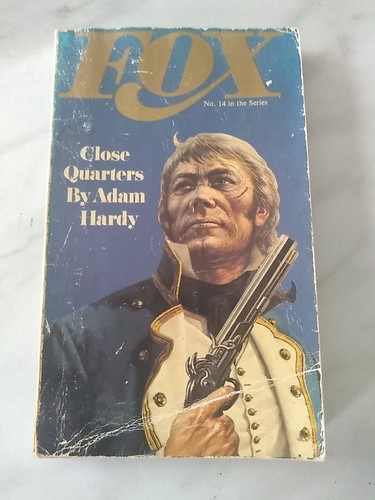 FOX
No. 14 in the Series
Close
Quarters
By Adam
Hardy